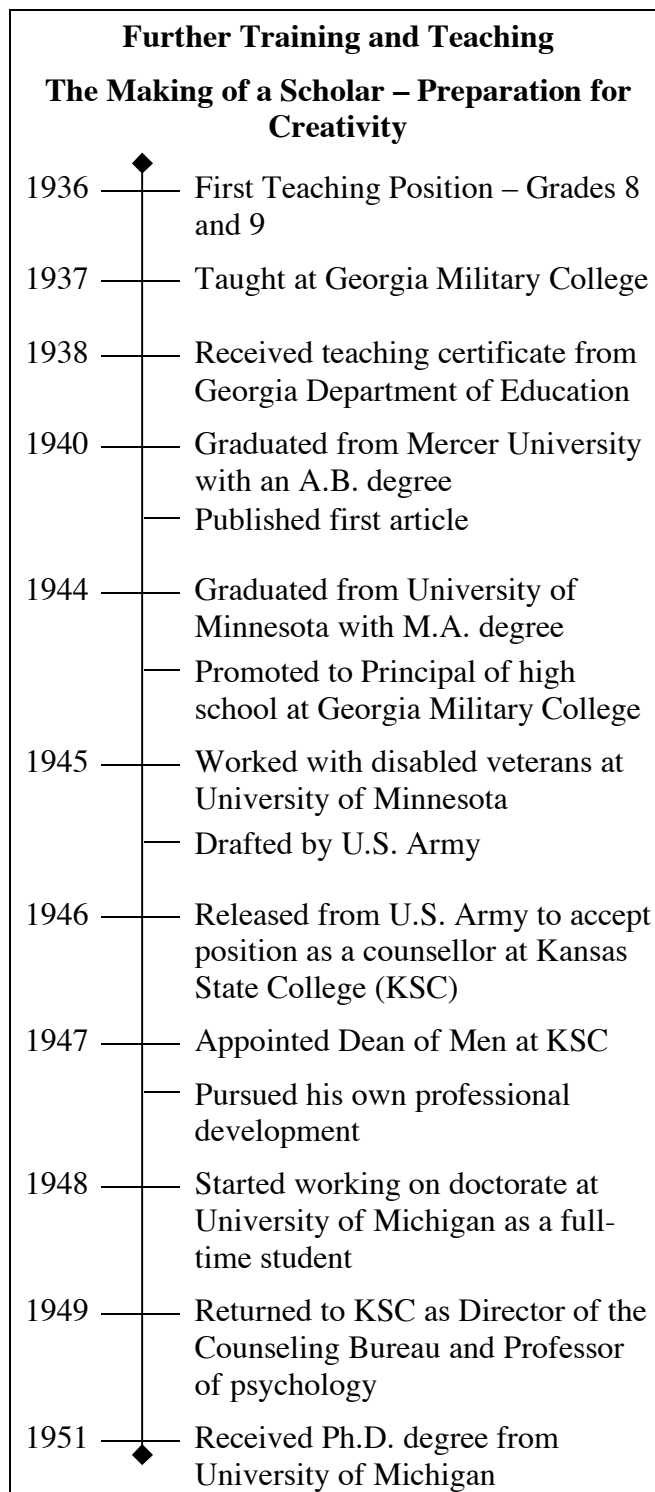 Further Training and Teaching
The Making of a Scholar – Preparation for
Creativity
1936 First Teaching Position – Grades 8
and 9
1937 Taught at Georgia Military College
1938 Received teaching certificate from
Georgia Department of Education
1940 Graduated from Mercer University
with an A.B. degree
Published first article
1944 Graduated from University of
Minnesota with M.A. degree
Promoted to Principal of high
school at Georgia Military College
1945 Worked with disabled veterans at
University of Minnesota
Drafted by U.S. Army
1946 Released from U.S. Army to accept
position as a counsellor at Kansas
State College (KSC)
1947 Appointed Dean of Men at KSC
Pursued his own professional
development
1948 Started working on doctorate at
University of Michigan as a full-
time student
1949 Returned to KSC as Director of the
Counseling Bureau and Professor
of psychology
1951 Received Ph.D. degree from
University of Michigan